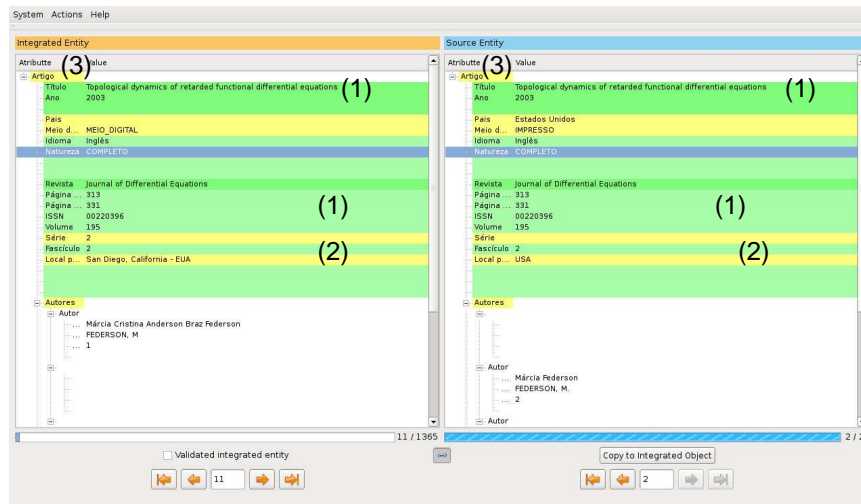 System Actions Help
Integrated Entity
Atributte (3) Value
Artigo
Título Topological dynamics of retarded functional differential equations (1)
Ano 2003
Pais
Meio d... MEIO_DIGITAL
Idioma Inglês
Natureza COMPLETO
Revista Journal of Differential Equations
Página ... 313
Página ... 331 (1)
ISSN 00220396
Volume 195
Série 2
Fascículo 2 (2)
Local p... San Diego, California - EUA
Autores
Autor
... Márcia Cristina Anderson Braz Federson
... FEDERSON, M
... 1
11 / 1365
Validated integrated entity
11
Source Entity
Atributte (3) Value
Artigo
Título Topological dynamics of retarded functional differential equations (1)
Ano 2003
Pais Estados Unidos
Meio d... IMPRESSO
Idioma Inglês
Natureza COMPLETO
Revista Journal of Differential Equations
Página ... 313
Página ... 331 (1)
ISSN 00220396
Volume 195
Série
Fascículo 2 (2)
Local p... USA
Autores
Autor
... Márcia Federson
... FEDERSON, M.
... 2
Autor
Copy to Integrated Object
2